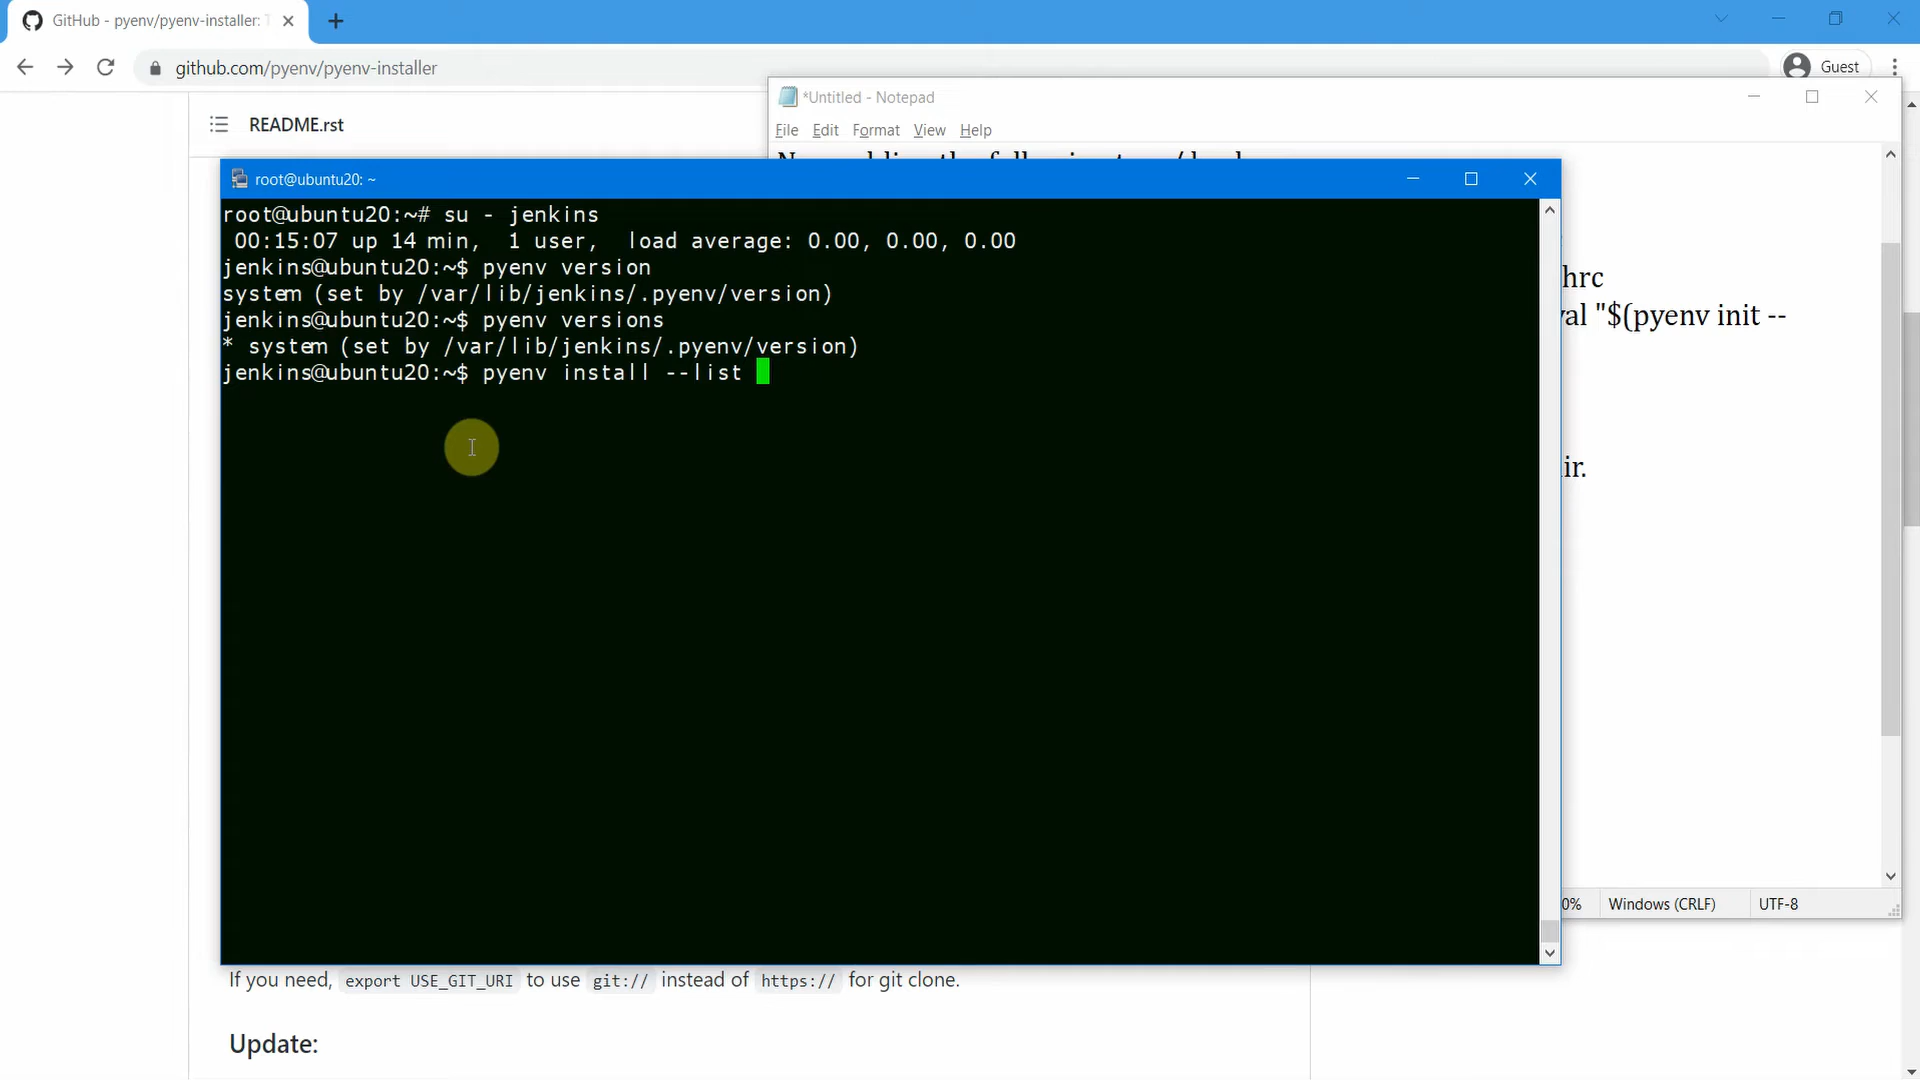 GitHub - pyenv/pyenv-installer:
github.com/pyenv/pyenv-installer
Guest
README.rst
*Untitled - Notepad
File Edit Format View Help
root@ubuntu20: ~
root@ubuntu20:~# su - jenkins
00:15:07 up 14 min, 1 user, load average: 0.00, 0.00, 0.00
jenkins@ubuntu20:~$ pyenv version
system (set by /var/lib/jenkins/.pyenv/version)
jenkins@ubuntu20:~$ pyenv versions
* system (set by /var/lib/jenkins/.pyenv/version)
jenkins@ubuntu20:~$ pyenv install --list
hrc
"$(pyenv init --
ir.
0% Windows (CRLF) UTF-8
If you need, export USE_GIT_URI to use git:// instead of https:// for git clone.
Update: